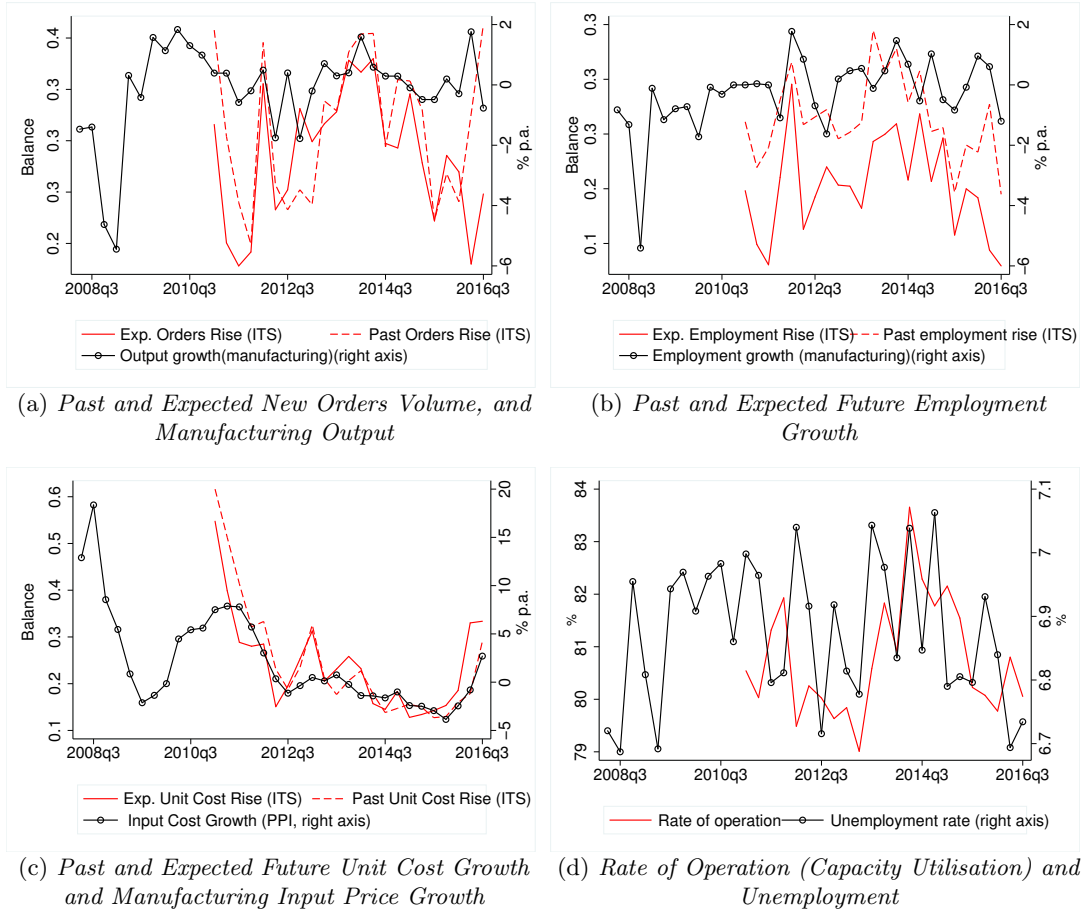 0.4
0.3
0.3
0.3
0.2
Balance
2
0
−2
−4
−6
% p.a.
2008q3 2010q3 2012q3 2014q3 2016q3
Exp. Orders Rise (ITS) Past Orders Rise (ITS)
Output growth(manufacturing)(right axis)
(a) Past and Expected New Orders Volume, and
Manufacturing Output
0.3
0.3
0.3
0.2
0.1
Balance
2
0
−2
−4
−6
% p.a.
2008q3 2010q3 2012q3 2014q3 2016q3
Exp. Employment Rise (ITS) Past employment rise (ITS)
Employment growth (manufacturing)(right axis)
(b) Past and Expected Future Employment
Growth
0.6
0.5
0.4
0.3
0.2
0.1
Balance
20
15
10
5
0
−5
% p.a.
2008q3 2010q3 2012q3 2014q3 2016q3
Exp. Unit Cost Rise (ITS) Past Unit Cost Rise (ITS)
Input Cost Growth (PPI, right axis)
(c) Past and Expected Future Unit Cost Growth
and Manufacturing Input Price Growth
84
83
82
81
80
79
%
7.1
7
6.9
6.8
6.7
%
2008q3 2010q3 2012q3 2014q3 2016q3
Rate of operation Unemployment rate (right axis)
(d) Rate of Operation (Capacity Utilisation) and
Unemployment